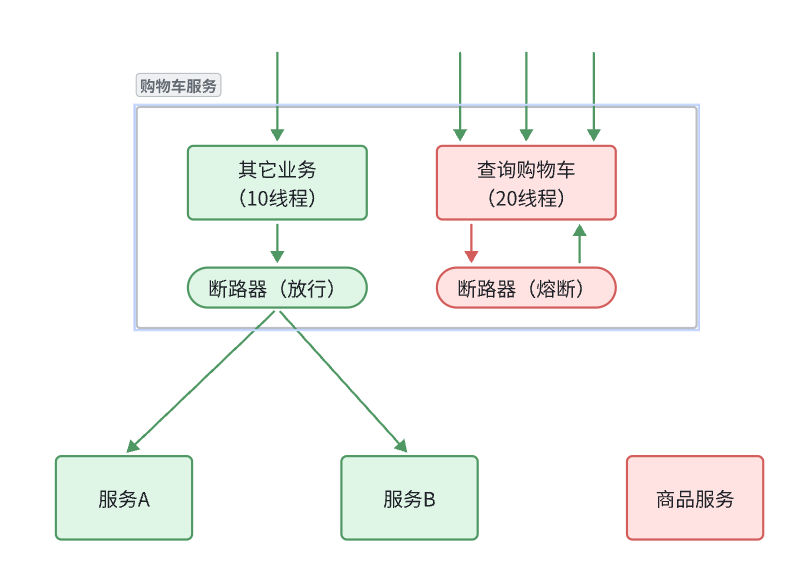 购物车服务
其它业务
（10线程）
查询购物车
（20线程）
断路器（放行）
断路器（熔断）
服务A
服务B
商品服务